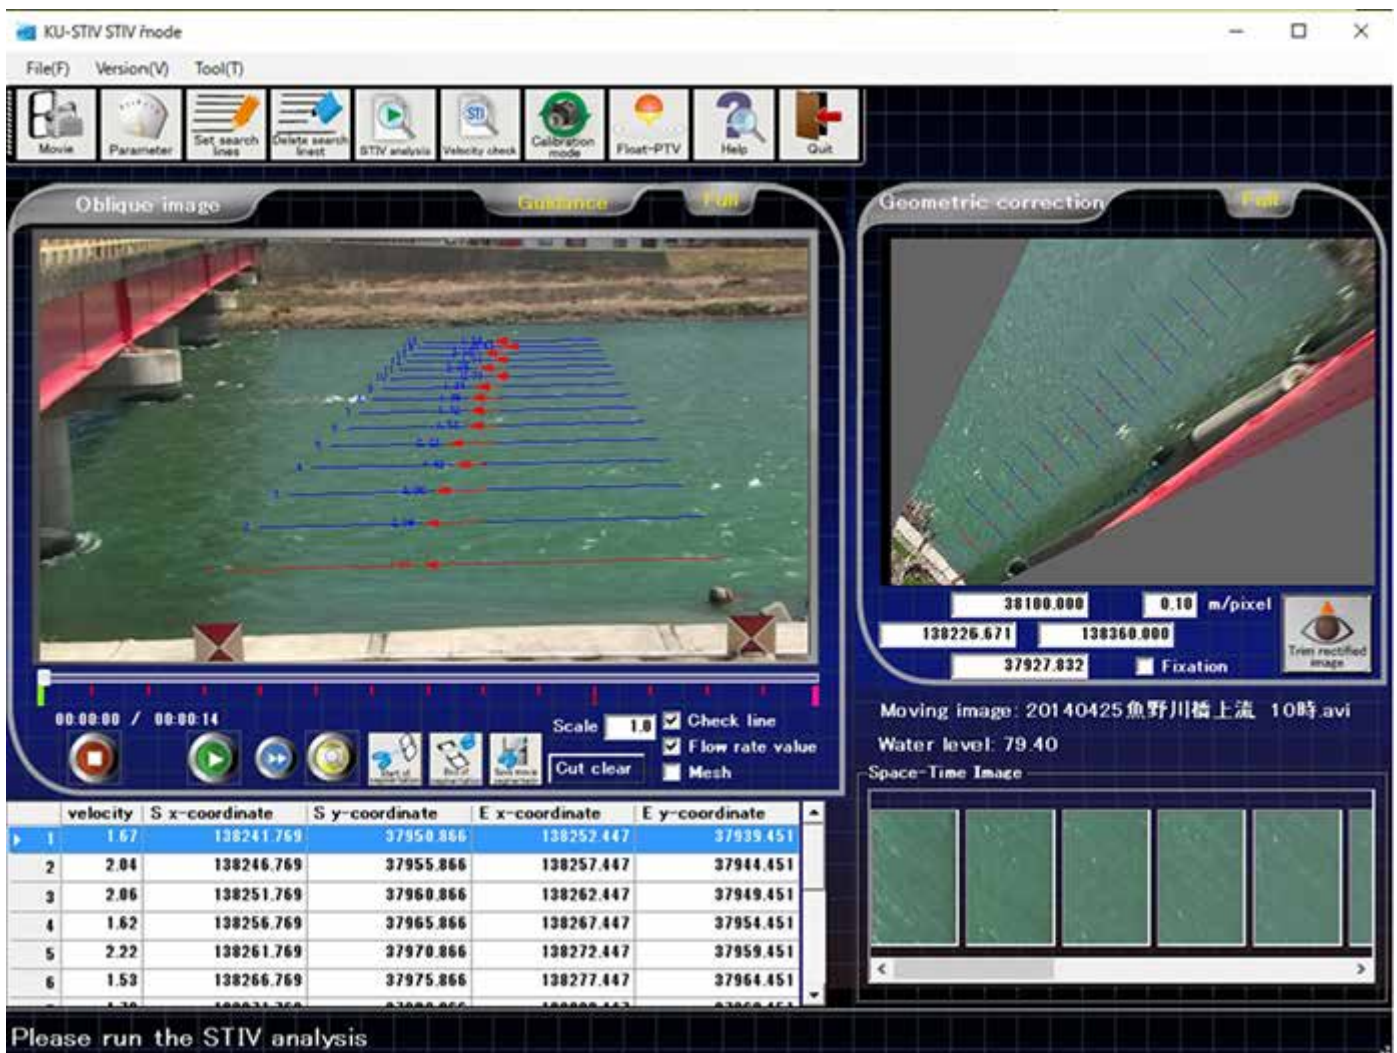 KU-STIV STIV imode
File(F) Version(V) Tool(T)
Movie Parameter Set search lines Delete search linest STIV analysis Velocity check Calibration mode Float-PTV Help Quit
Oblique image Guidance Full
Geometric correction Full
38100.000 0.10 m/pixel
138226.671 138360.000
37927.832 Fixation
Trim rectified image
00:00:00 / 00:00:14
Scale 1.0 Check line
Flow rate value
Cut clear Mesh
Moving image: 20140425魚野川橋上流 10時.avi
Water level: 79.40
Space-Time Image
velocity S x-coordinate S y-coordinate E x-coordinate E y-coordinate
1 1.67 138241.769 37950.866 138252.447 37939.451
2 2.04 138246.769 37955.866 138257.447 37944.451
3 2.06 138251.769 37960.866 138262.447 37949.451
4 1.62 138256.769 37965.866 138267.447 37954.451
5 2.22 138261.769 37970.866 138272.447 37959.451
6 1.53 138266.769 37975.866 138277.447 37964.451
Please run the STIV analysis